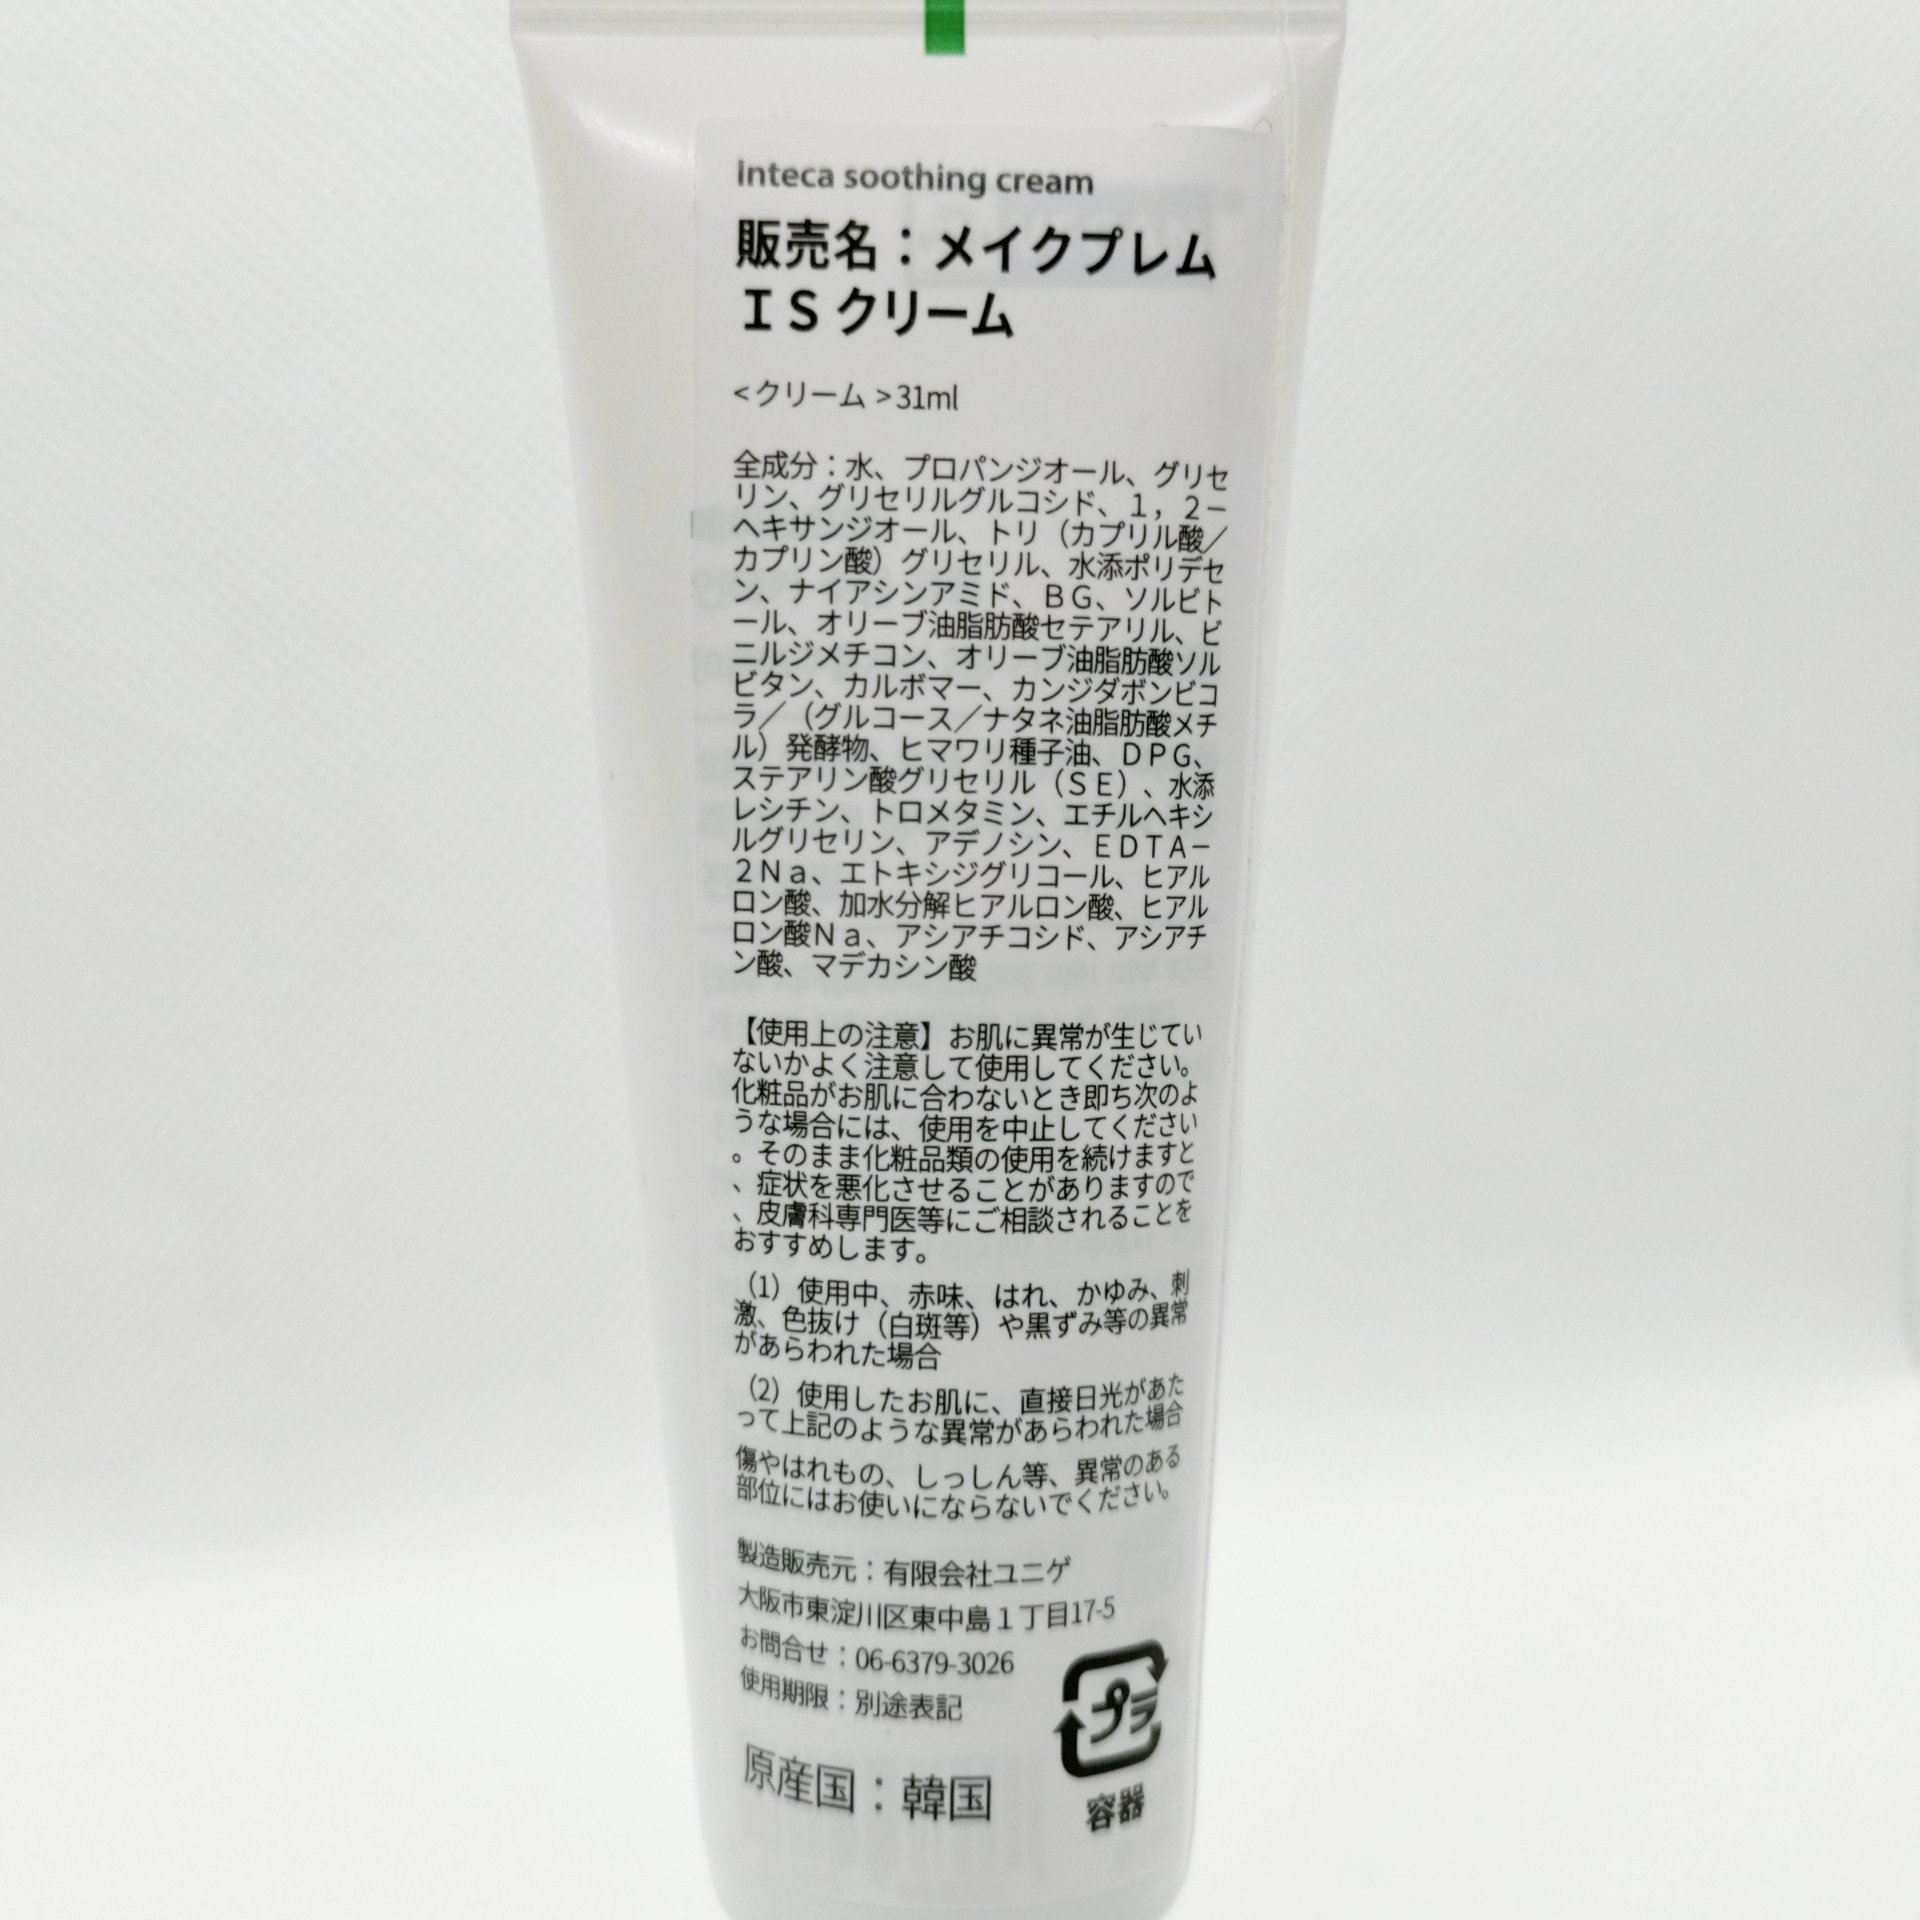 Inteca soothing cream
販売名：メイクプレム
ＩＳクリーム
<クリーム>31ml
全成分：水、プロパンジオール、グリセ
リン、グリセリルグルコシド、１，２－
ヘキサンジオール、トリ（カプリル酸／
カプリン酸）グリセリル、水添ポリデセ
ン、ナイアシンアミド、ＢＧ、ソルビト
ール、オリーブ油脂肪酸セテアリル、ビ
ニルジメチコン、オリーブ油脂肪酸ソル
ビタン、カルボマー、カンジダボンビコ
ラ／（グルコース／ナタネ油脂肪酸メチ
ル）発酵物、ヒマワリ種子油、ＤＰＧ、
ステアリン酸グリセリル（ＳＥ）、水添
レシチン、トロメタミン、エチルヘキシ
ルグリセリン、アデノシン、ＥＤＴＡ－
２Ｎａ、エトキシジグリコール、ヒアル
ロン酸、加水分解ヒアルロン酸、ヒアル
ロン酸Ｎａ、アシアチコシド、アシアチ
ン酸、マデカシン酸
【使用上の注意】お肌に異常が生じてい
ないかよく注意して使用してください。
化粧品がお肌に合わないとき即ち次のよ
うな場合には、使用を中止してください
。そのまま化粧品類の使用を続けますと
、症状を悪化させることがありますので
、皮膚科専門医等にご相談されることを
おすすめします。
（1）使用中、赤味、はれ、かゆみ、刺
激、色抜け（白斑等）や黒ずみ等の異常
があらわれた場合
（2）使用したお肌に、直接日光があた
って上記のような異常があらわれた場合
傷やはれもの、しっしん等、異常のある
部位にはお使いにならないでください。
製造販売元：有限会社ユニゲ
大阪市東淀川区東中島１丁目17-5
お問合せ：06-6379-3026
使用期限：別途表記
プラ
原産国：韓国
容器